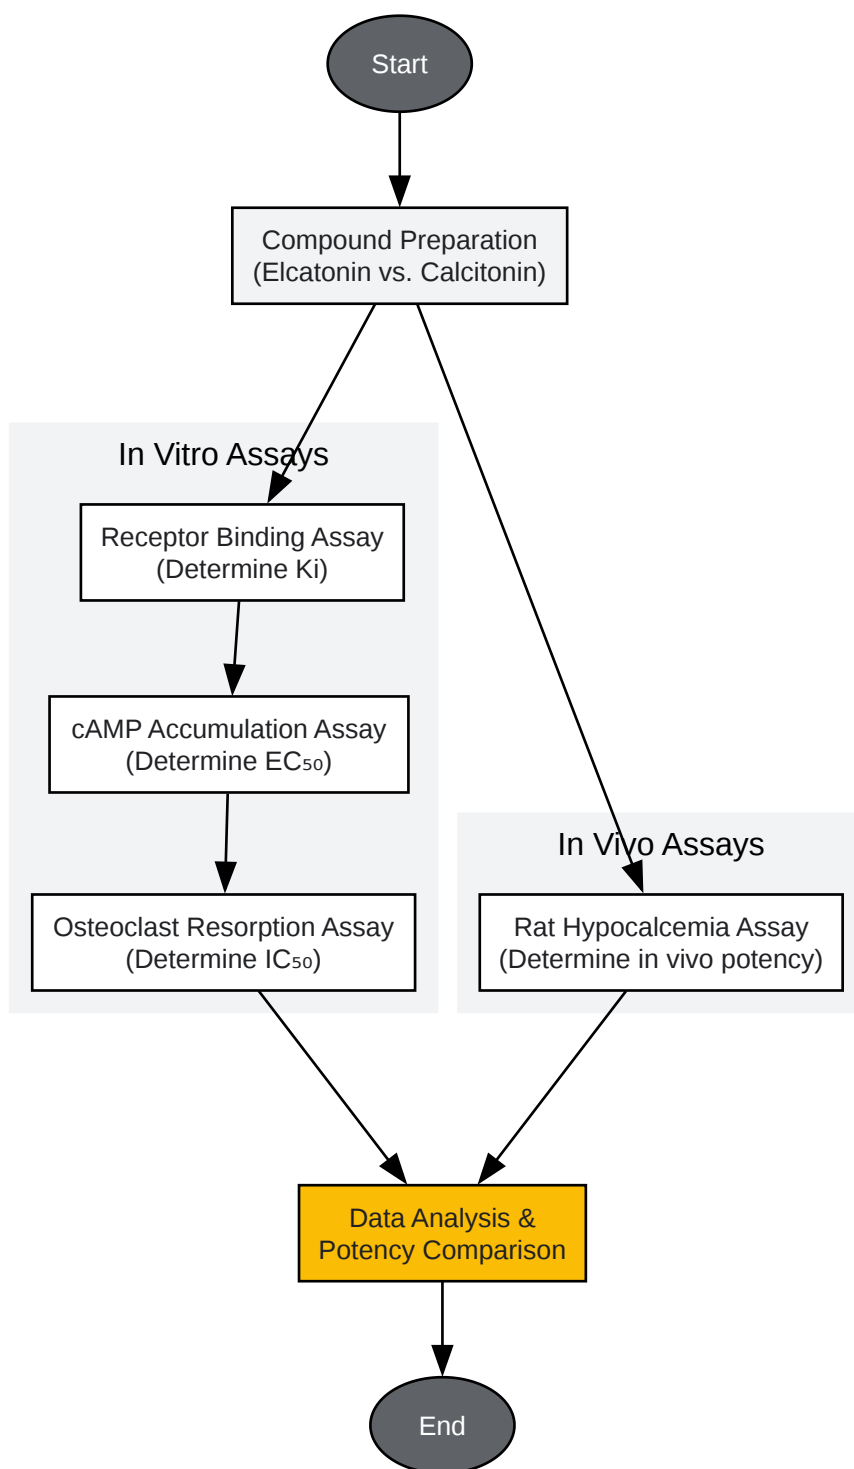 Start
Compound Preparation
(Elcatonin vs. Calcitonin)
In Vitro Assays
Receptor Binding Assay
(Determine Ki)
cAMP Accumulation Assay
(Determine EC₅₀)
Osteoclast Resorption Assay
(Determine IC₅₀)
In Vivo Assays
Rat Hypocalcemia Assay
(Determine in vivo potency)
Data Analysis &
Potency Comparison
End